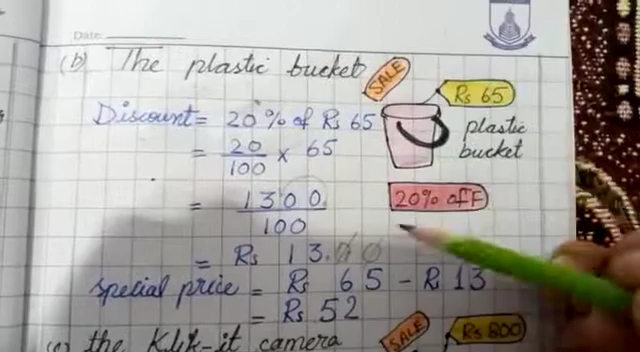 Date:
(b) The plastic bucket
SALE
Rs 65
plastic
bucket
20% off
Discount = 20% of Rs 65
= 20/100 × 65
= 1300/100
= Rs 13.00
special price = Rs 65 - Rs 13
= Rs 52
(c) the Klik-it camera
SALE
Rs 800